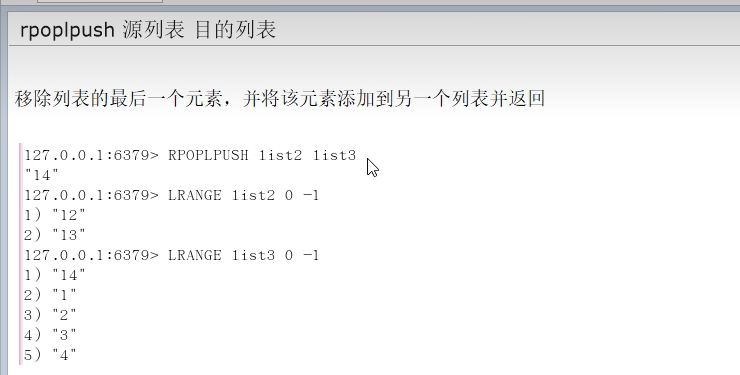 rpoplpush 源列表 目的列表
移除列表的最后一个元素，并将该元素添加到另一个列表并返回
127.0.0.1:6379> RPOPLPUSH list2 list3
"14"
127.0.0.1:6379> LRANGE list2 0 -1
1) "12"
2) "13"
127.0.0.1:6379> LRANGE list3 0 -1
1) "14"
2) "1"
3) "2"
4) "3"
5) "4"